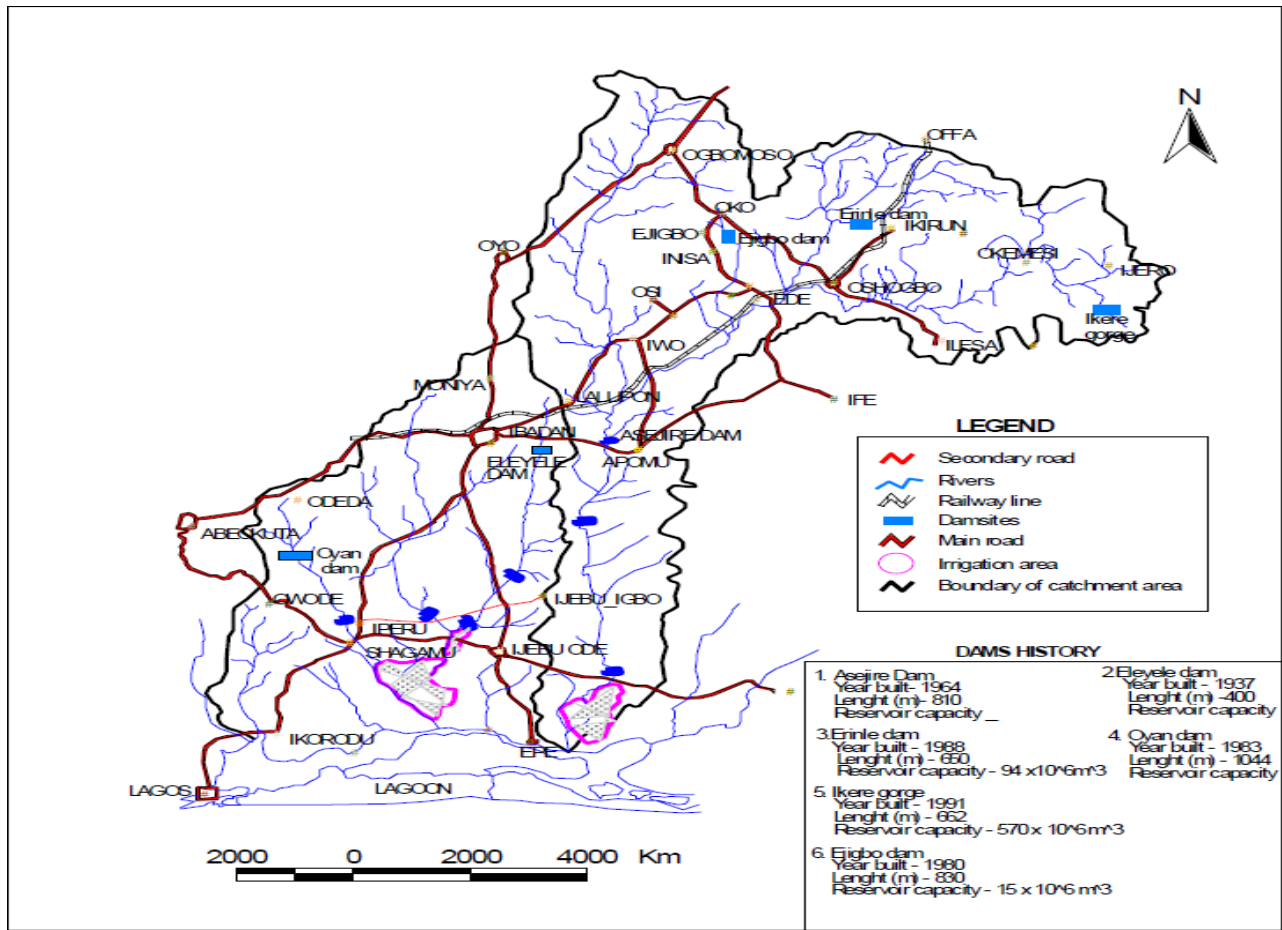 N
OFFA
OGBOMOSO
OKO
Erinle dam
EJIGBO
Ejigbo dam
IKIRUN
OYO
INISA
OKEMESI
IJERO
OSI
EDE
OSHOGBO
Ikere
gorge
IWO
ILESA
MONIYA
LALUPON
IFE
IBADAN
ASEJIRE DAM
ELEYELE
DAM
APOMU
ODEDA
ABEOKUTA
Oyan
dam
OWODE
IJEBU_IGBO
IPERU
SHAGAMU
IJEBU ODE
IKORODU
EPE
LAGOS
LAGOON
2000 0 2000 4000 Km
LEGEND
Secondary road
Rivers
Railway line
Damsites
Main road
Irrigation area
Boundary of catchment area
DAMS HISTORY
1. Asejire Dam
Year built- 1964
Lenght (m)- 810
Reservoir capacity _
2.Eleyele dam
Year built - 1937
Lenght (m) -400
Reservoir capacity
3.Erinle dam
Year built - 1988
Lenght (m) - 650
Reservoir capacity - 94 x10^6m^3
4. Oyan dam
Year built - 1983
Lenght (m) - 1044
Reservoir capacity
5. Ikere gorge
Year built - 1991
Lenght (m) - 662
Reservoir capacity - 570 x 10^6 m^3
6. Ejigbo dam
Year built - 1980
Lenght (m) - 830
Reservoir capacity - 15 x 10^6 m^3